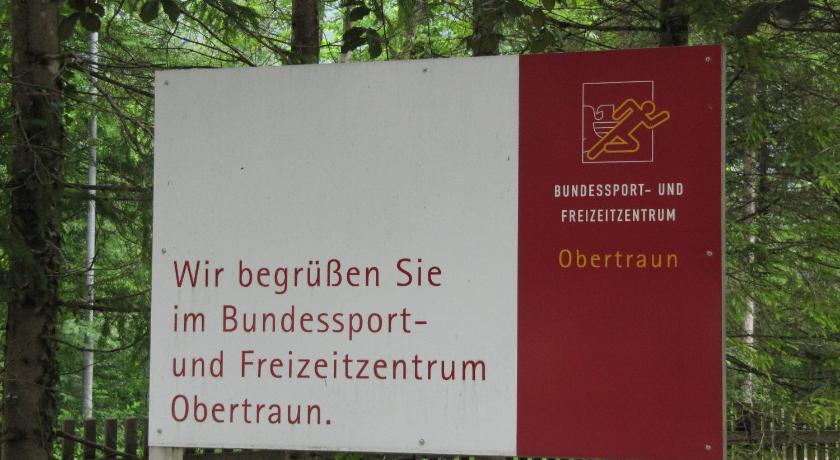 Wir begrüßen Sie
im Bundessport-
und Freizeitzentrum
Obertraun.
BUNDESSPORT- UND
FREIZEITZENTRUM
Obertraun